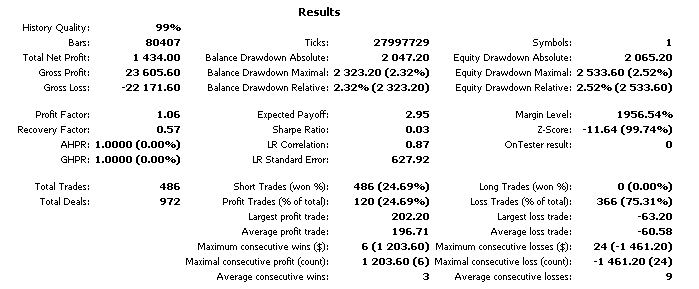 Results
History Quality: 99%
Bars: 80407 Ticks: 27997729 Symbols: 1
Total Net Profit: 1 434.00 Balance Drawdown Absolute: 2 047.20 Equity Drawdown Absolute: 2 065.20
Gross Profit: 23 605.60 Balance Drawdown Maximal: 2 323.20 (2.32%) Equity Drawdown Maximal: 2 533.60 (2.52%)
Gross Loss: -22 171.60 Balance Drawdown Relative: 2.32% (2 323.20) Equity Drawdown Relative: 2.52% (2 533.60)
Profit Factor: 1.06 Expected Payoff: 2.95 Margin Level: 1956.54%
Recovery Factor: 0.57 Sharpe Ratio: 0.03 Z-Score: -11.64 (99.74%)
AHPR: 1.0000 (0.00%) LR Correlation: 0.87 OnTester result: 0
GHPR: 1.0000 (0.00%) LR Standard Error: 627.92
Total Trades: 486 Short Trades (won %): 486 (24.69%) Long Trades (won %): 0 (0.00%)
Total Deals: 972 Profit Trades (% of total): 120 (24.69%) Loss Trades (% of total): 366 (75.31%)
Largest profit trade: 202.20 Largest loss trade: -63.20
Average profit trade: 196.71 Average loss trade: -60.58
Maximum consecutive wins ($): 6 (1 203.60) Maximum consecutive losses ($): 24 (-1 461.20)
Maximal consecutive profit (count): 1 203.60 (6) Maximal consecutive loss (count): -1 461.20 (24)
Average consecutive wins: 3 Average consecutive losses: 9